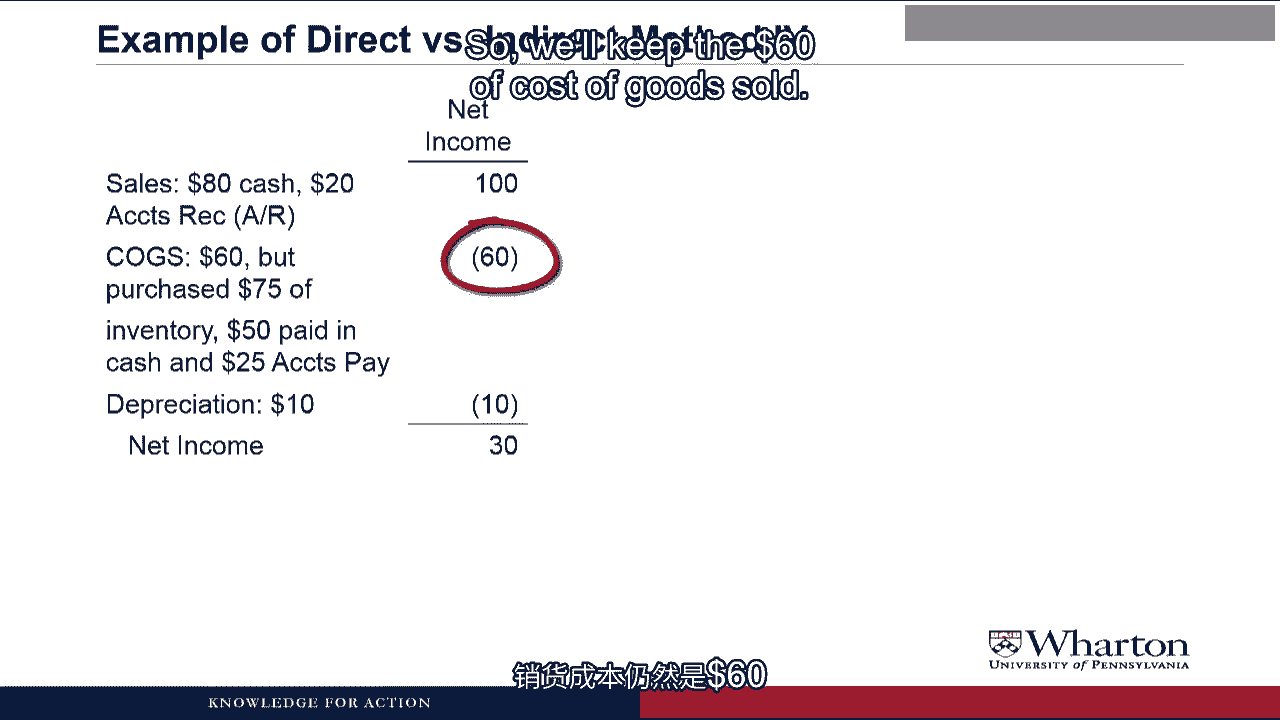 Example of Direct vs. Indirect Method IV
So, we'll keep the $60
of cost of goods sold.
Net
Income
Sales: $80 cash, $20
Accts Rec (A/R)
100
COGS: $60, but
purchased $75 of
(60)
inventory, $50 paid in
cash and $25 Accts Pay
Depreciation: $10
(10)
Net Income
30
Wharton
UNIVERSITY of PENNSYLVANIA
销货成本仍然是$60
KNOWLEDGE FOR ACTION